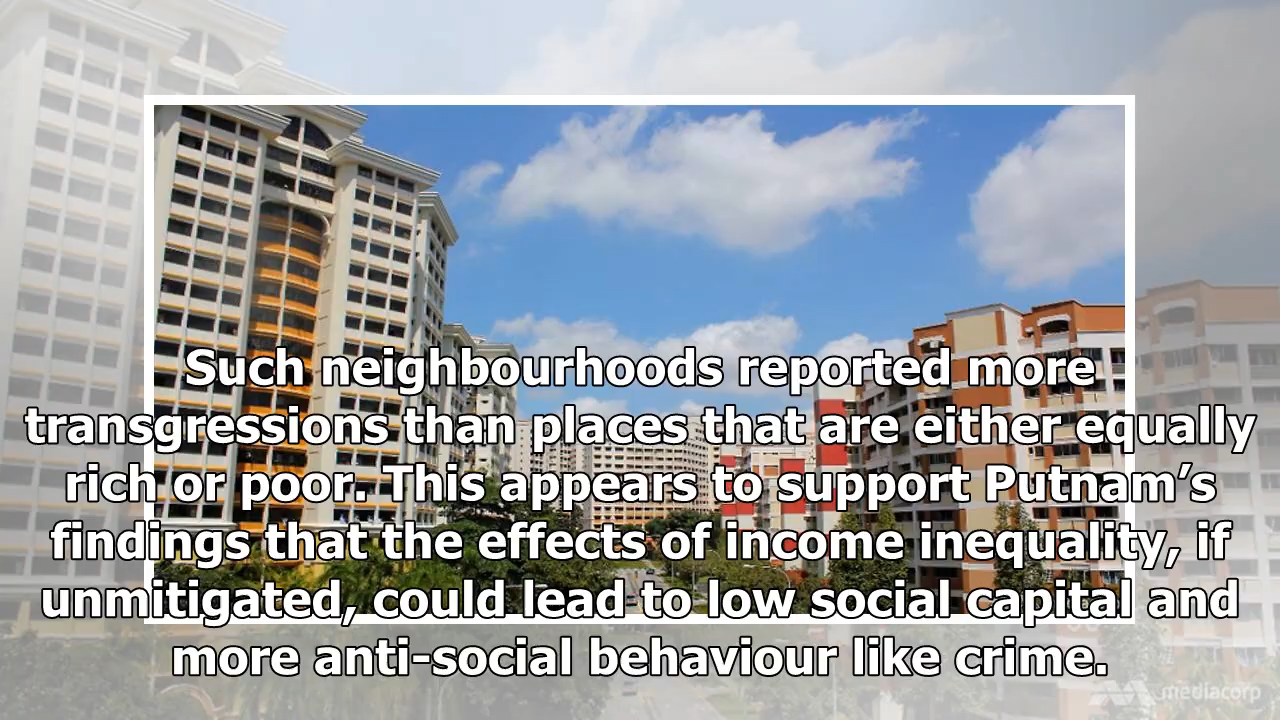 Such neighbourhoods reported more
transgressions than places that are either equally
rich or poor. This appears to support Putnam’s
findings that the effects of income inequality, if
unmitigated, could lead to low social capital and
more anti-social behaviour like crime.
mediacorp